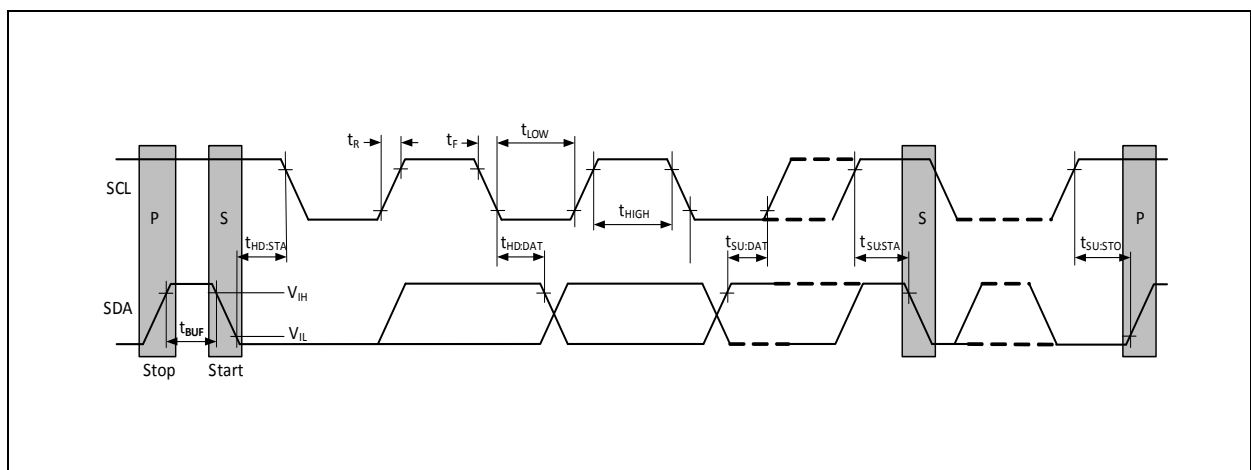 tR
tF
tLOW
SCL
P
S
tHIGH
S
P
tHD:STA
tHD:DAT
tSU:DAT
tSU:STA
tSU:STO
SDA
VIH
tBUF
VIL
Stop
Start